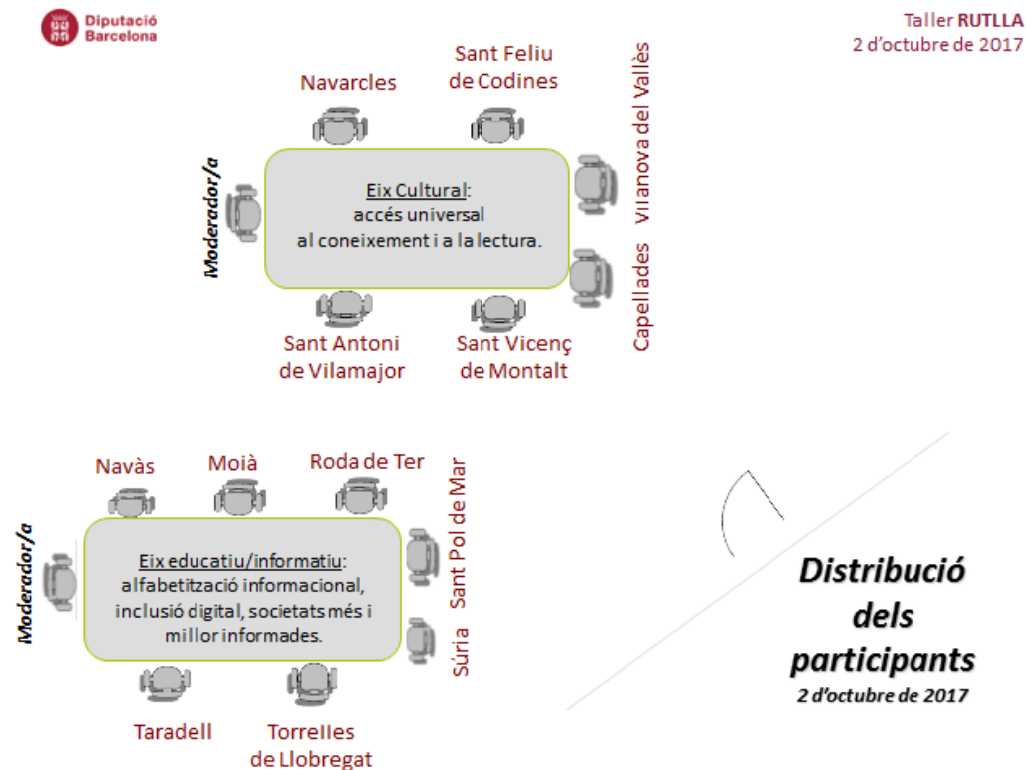 Diputació
Barcelona
Taller RUTLLA
2 d'octubre de 2017
Navarcles
Sant Feliu
de Codines
Vilanova del Vallès
Moderador/a
Eix Cultural:
accés universal
al coneixement i a la lectura.
Capellades
Sant Antoni
de Vilamajor
Sant Vicenç
de Montalt
Navàs
Moià
Roda de Ter
Sant Pol de Mar
Moderador/a
Eix educatiu/informatiu:
alfabetització informacional,
inclusió digital, societats més i
millor informades.
Súria
Taradell
Torrelles
de Llobregat
Distribució
dels
participants
2 d'octubre de 2017